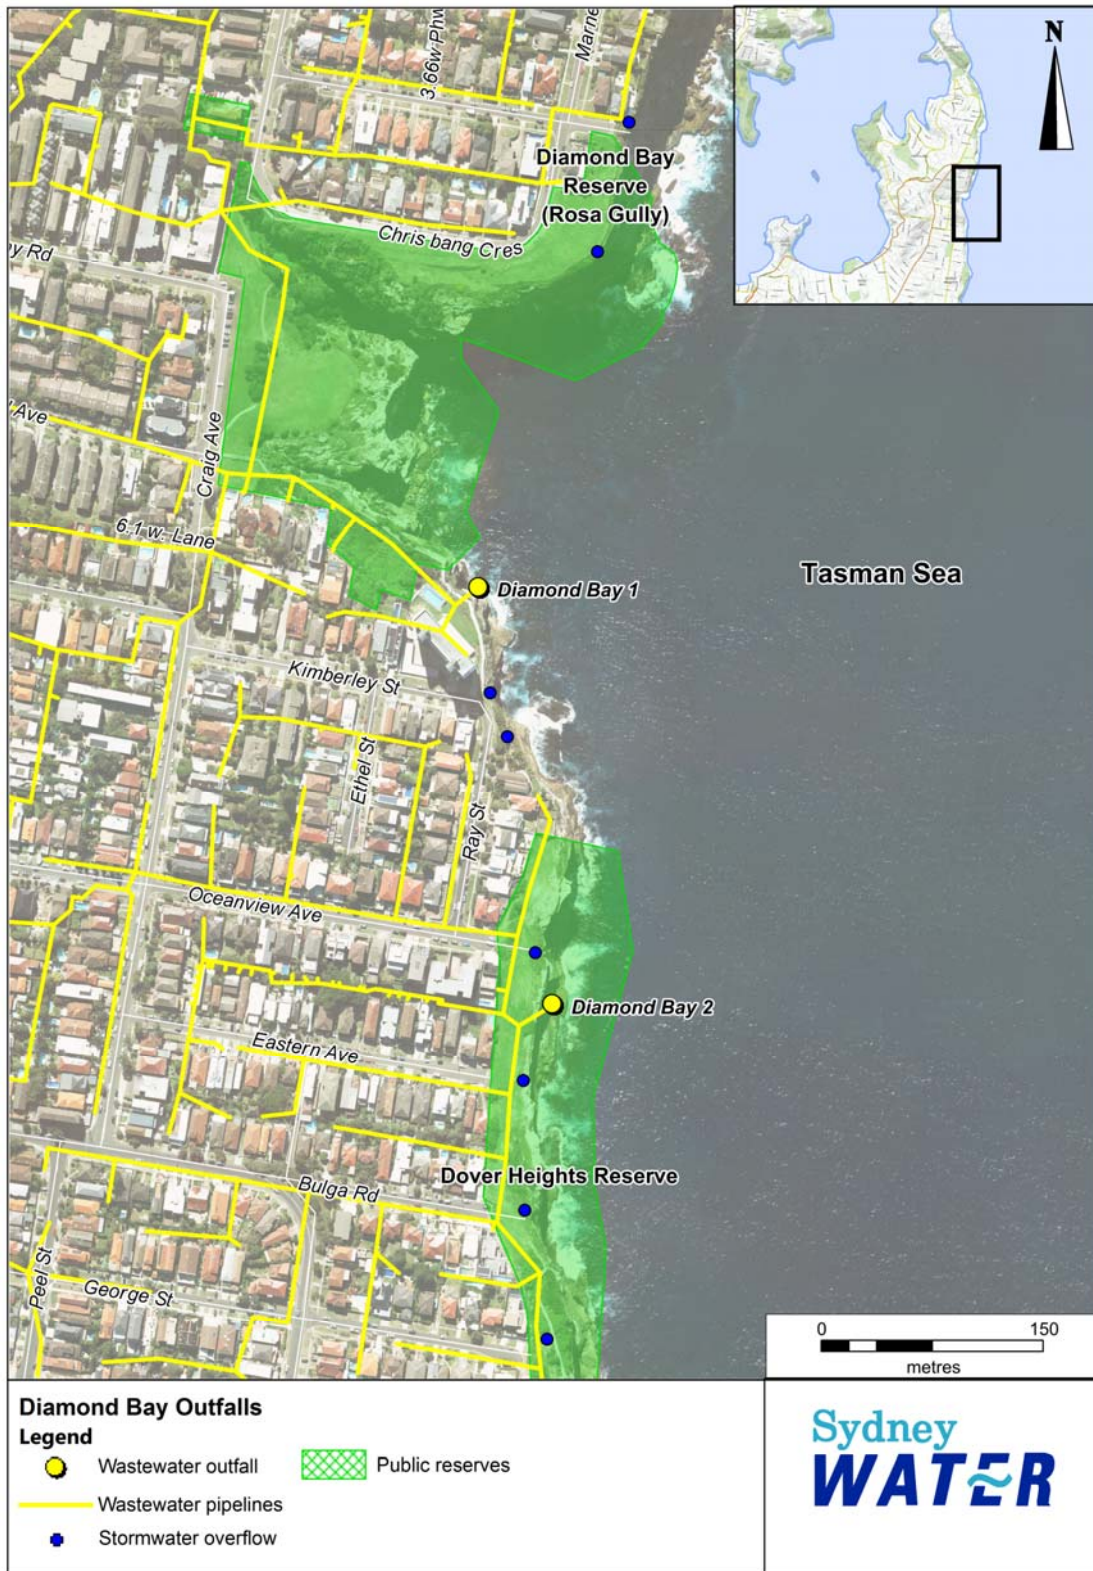 3.66w Phw
Marne
N
Diamond Bay
Reserve
(Rosa Gully)
Chris bang Cres
y Rd
Ave
Craig Ave
6.1 w. Lane
Tasman Sea
Diamond Bay 1
Kimberley St
Ethel St
Ray St
Oceanview Ave
Diamond Bay 2
Eastern Ave
Dover Heights Reserve
Bulga Rd
Peel St
George St
0 150
metres
Diamond Bay Outfalls
Legend
Wastewater outfall
Public reserves
Wastewater pipelines
Stormwater overflow
Sydney
WATER